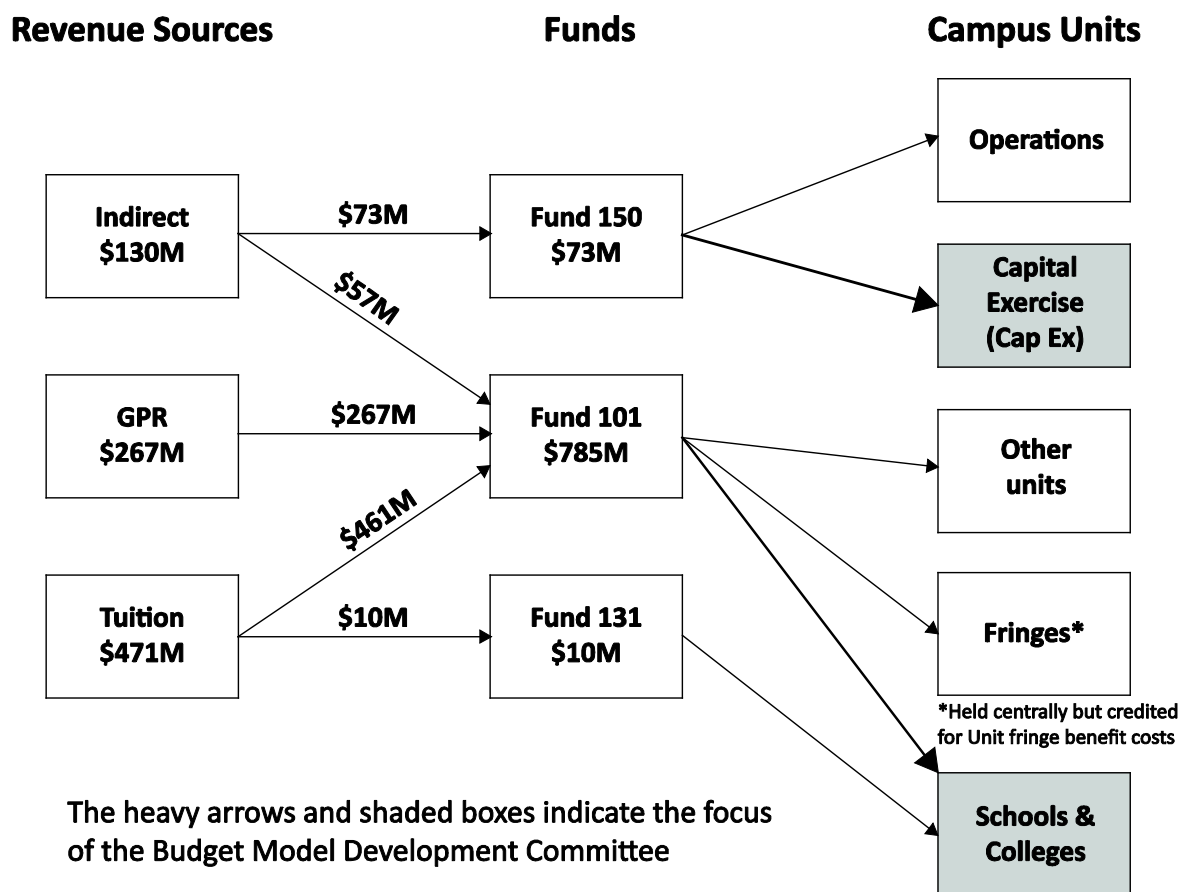 Revenue Sources
Funds
Campus Units
Indirect
$130M
$73M
$57M
Fund 150
$73M
Operations
Capital
Exercise
(Cap Ex)
GPR
$267M
$267M
Fund 101
$785M
Other
units
Tuition
$471M
$461M
$10M
Fund 131
$10M
Fringes*
*Held centrally but credited
for Unit fringe benefit costs
Schools &
Colleges
The heavy arrows and shaded boxes indicate the focus
of the Budget Model Development Committee